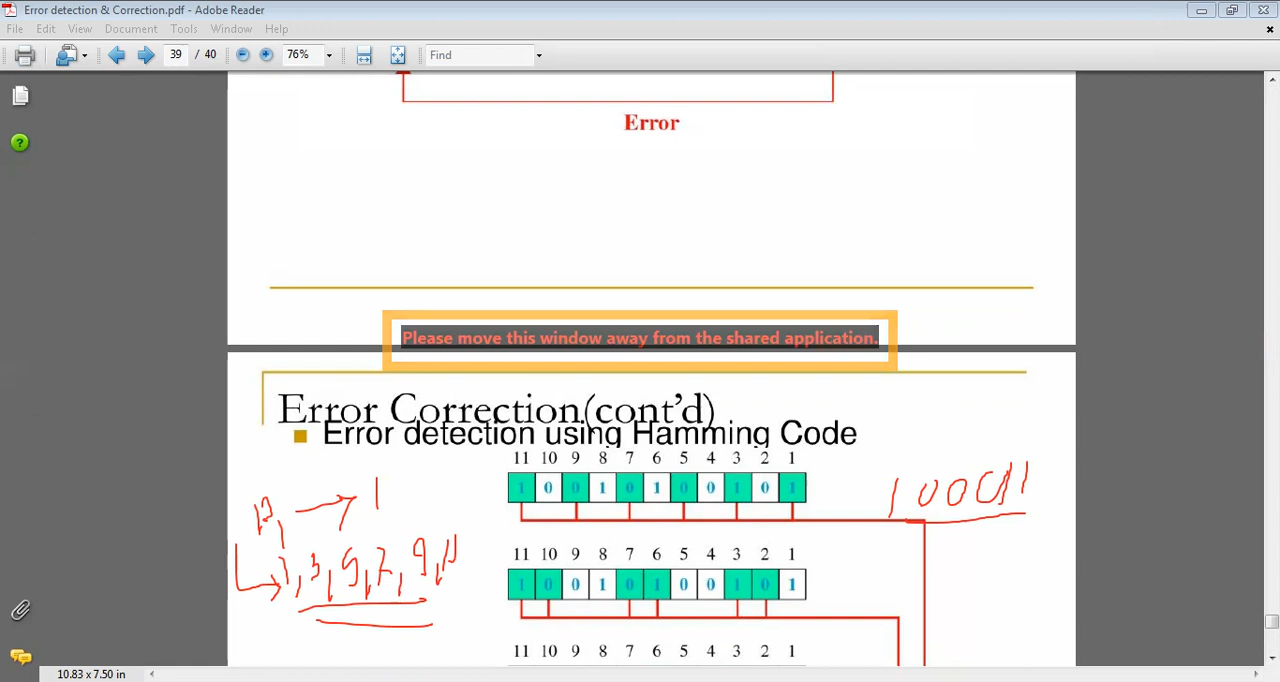 Error detection & Correction.pdf - Adobe Reader
File Edit View Document Tools Window Help
39 / 40 76% Find
Error
Please move this window away from the shared application.
Error Correction(cont'd)
Error detection using Hamming Code
11 10 9 8 7 6 5 4 3 2 1
1 0 0 1 0 1 0 0 1 0 1
100011
P1 → 1
11 10 9 8 7 6 5 4 3 2 1
1, 3, 5, 7, 9, 11
1 0 0 1 0 1 0 0 1 0 1
11 10 9 8 7 6 5 4 3 2 1
10.83 x 7.50 in